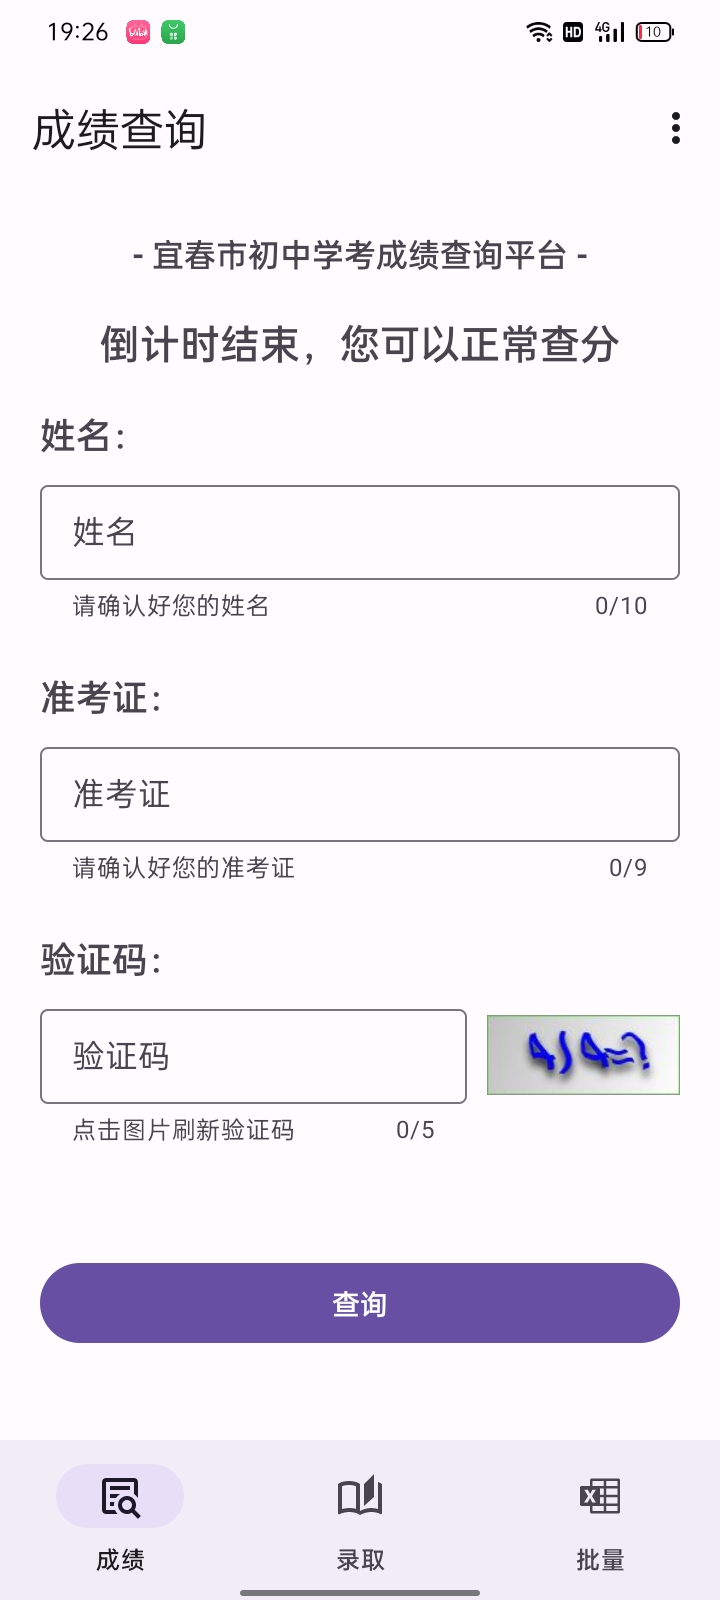 19:26
HD 4G 10
成绩查询
- 宜春市初中学考成绩查询平台 -
倒计时结束，您可以正常查分
姓名：
姓名
请确认好您的姓名 0/10
准考证：
准考证
请确认好您的准考证 0/9
验证码：
验证码
点击图片刷新验证码 0/5
查询
成绩 录取 批量